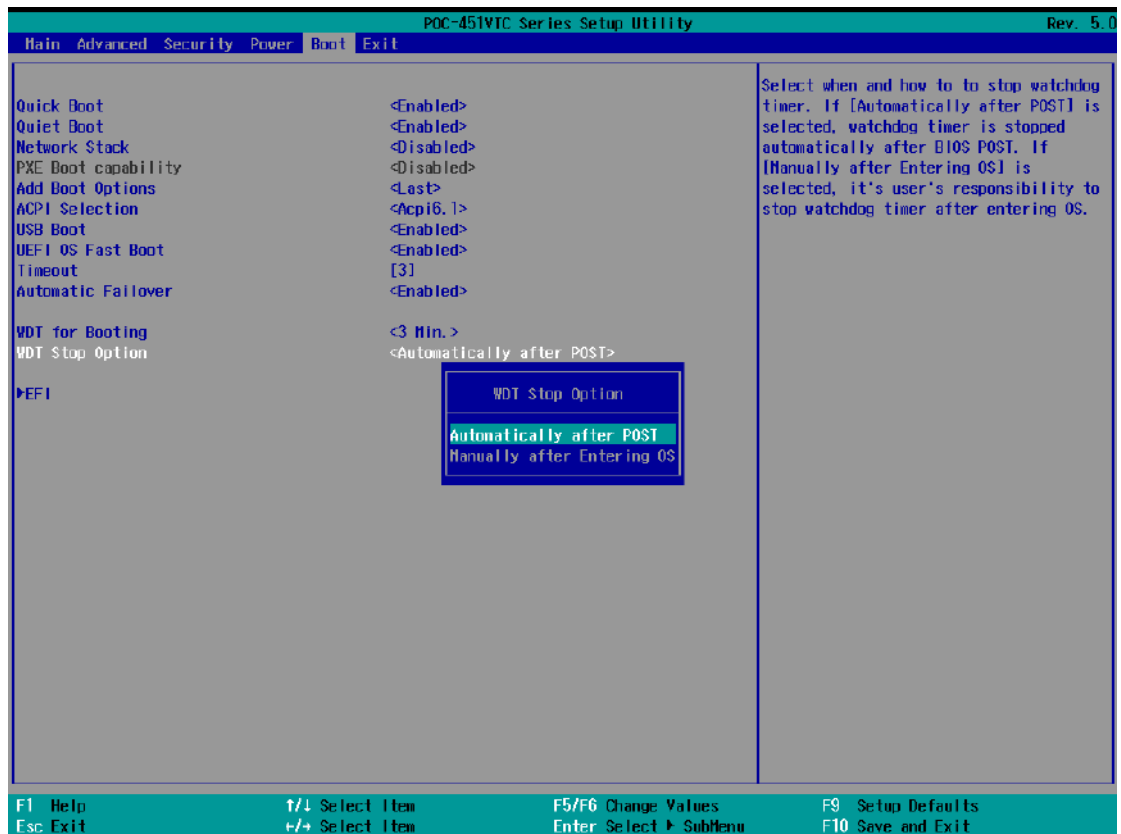 POC-451VTC Series Setup Utility Rev. 5.0
Main Advanced Security Power Boot Exit
Quick Boot <Enabled>
Quiet Boot <Enabled>
Network Stack <Disabled>
PXE Boot capability <Disabled>
Add Boot Options <Last>
ACPI Selection <Acpi6.1>
USB Boot <Enabled>
UEFI OS Fast Boot <Enabled>
Timeout [3]
Automatic Failover <Enabled>
WDT for Booting <3 Min.>
WDT Stop Option <Automatically after POST>
▶EFI
WDT Stop Option
Automatically after POST
Manually after Entering OS
Select when and how to to stop watchdog
timer. If [Automatically after POST] is
selected, watchdog timer is stopped
automatically after BIOS POST. If
[Manually after Entering OS] is
selected, it's user's responsibility to
stop watchdog timer after entering OS.
F1 Help ↑/↓ Select Item F5/F6 Change Values F9 Setup Defaults
Esc Exit ←/→ Select Item Enter Select ▶ SubMenu F10 Save and Exit